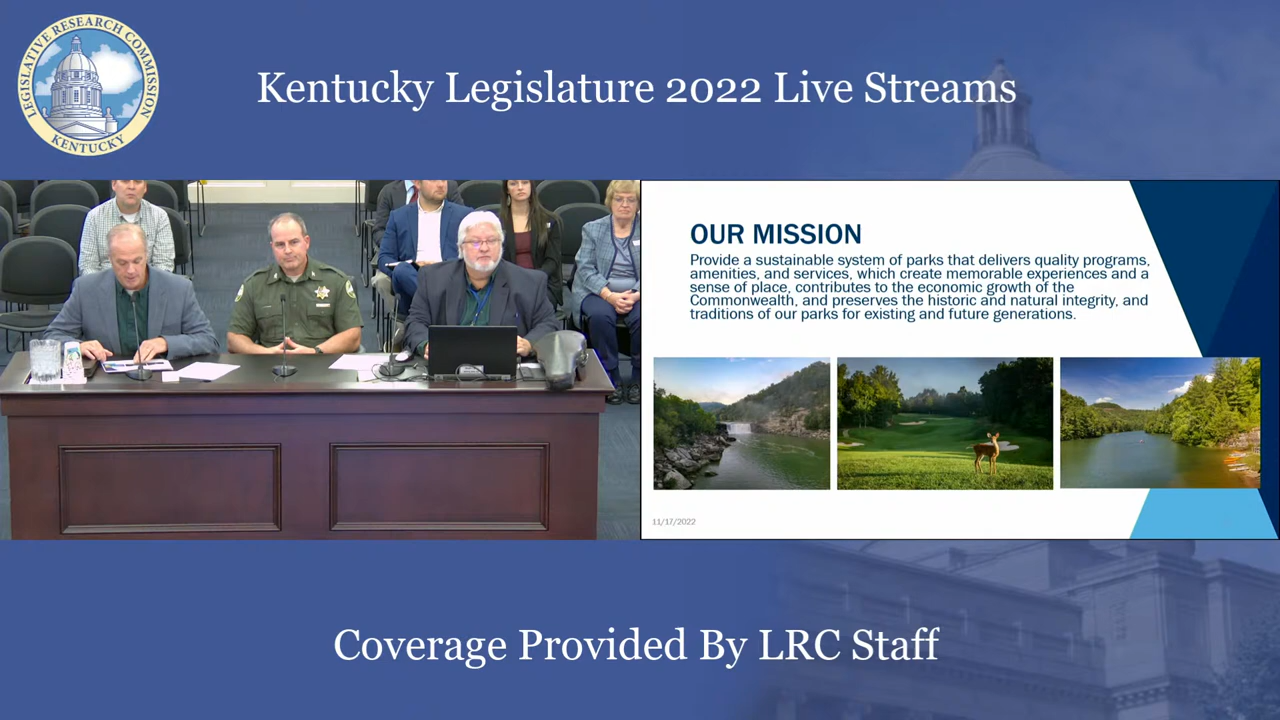 LEGISLATIVE RESEARCH COMMISSION
KENTUCKY
Kentucky Legislature 2022 Live Streams
OUR MISSION
Provide a sustainable system of parks that delivers quality programs,
amenities, and services, which create memorable experiences and a
sense of place, contributes to the economic growth of the
Commonwealth, and preserves the historic and natural integrity, and
traditions of our parks for existing and future generations.
11/17/2022
Coverage Provided By LRC Staff